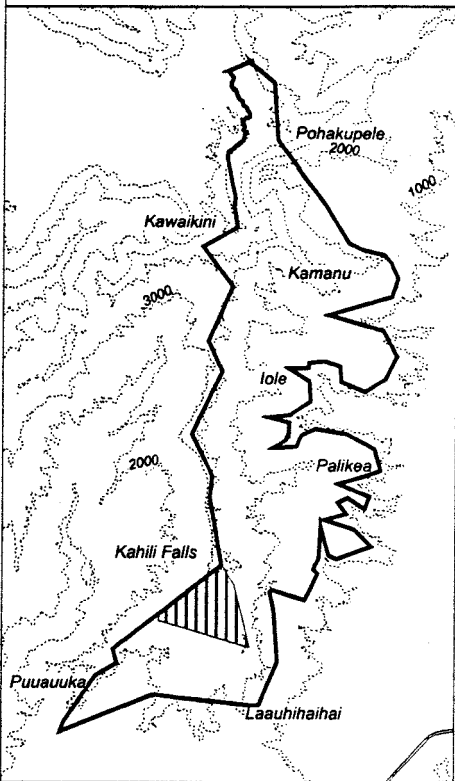 Pohakupele
2000
1000
Kawaikini
Kamanu
3000
Iole
2000
Palikea
Kahili Falls
Puuauuka
Laauhihaihai